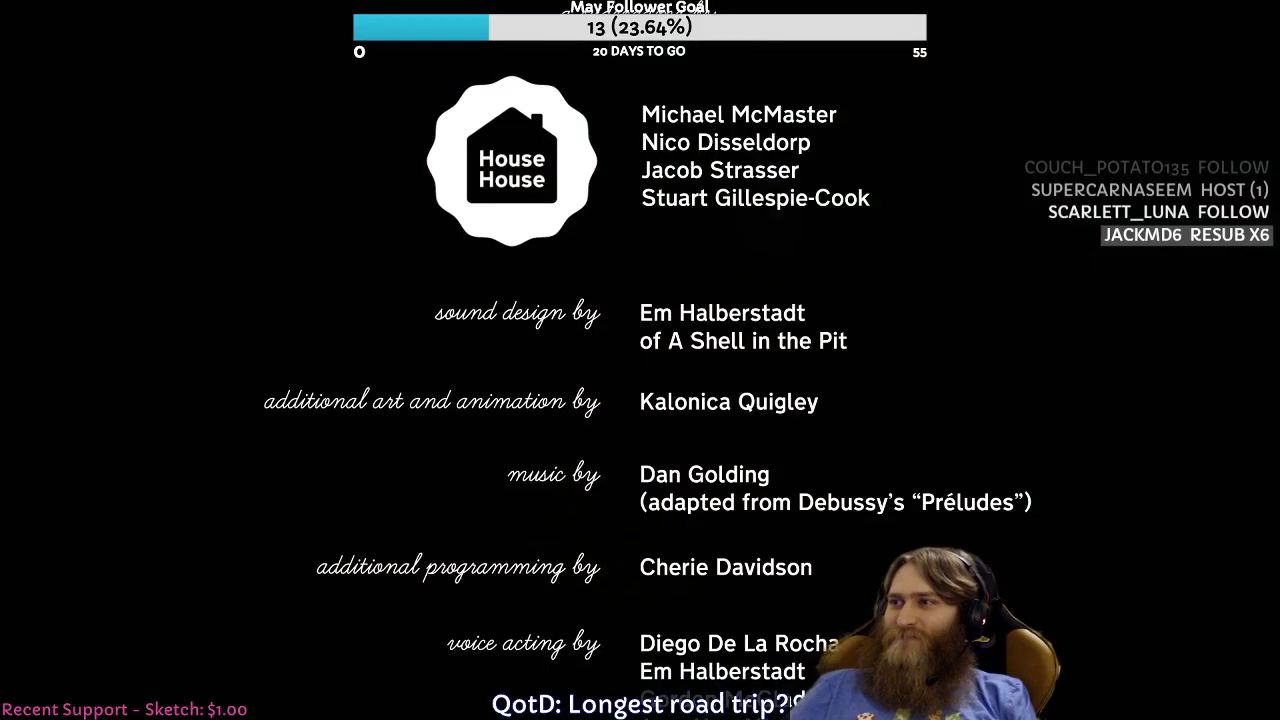 May Follower Goal
13 (23.64%)
0
20 DAYS TO GO
55
House
House
Michael McMaster
Nico Disseldorp
Jacob Strasser
Stuart Gillespie-Cook
COUCH_POTATO135 FOLLOW
SUPERCARNASEEM HOST (1)
SCARLETT_LUNA FOLLOW
JACKMD6 RESUB X6
sound design by
Em Halberstadt
of A Shell in the Pit
additional art and animation by
Kalonica Quigley
music by
Dan Golding
(adapted from Debussy's “Préludes”)
additional programming by
Cherie Davidson
voice acting by
Diego De La Rocha
Em Halberstadt
QotD: Longest road trip?
Recent Support - Sketch: $1.00